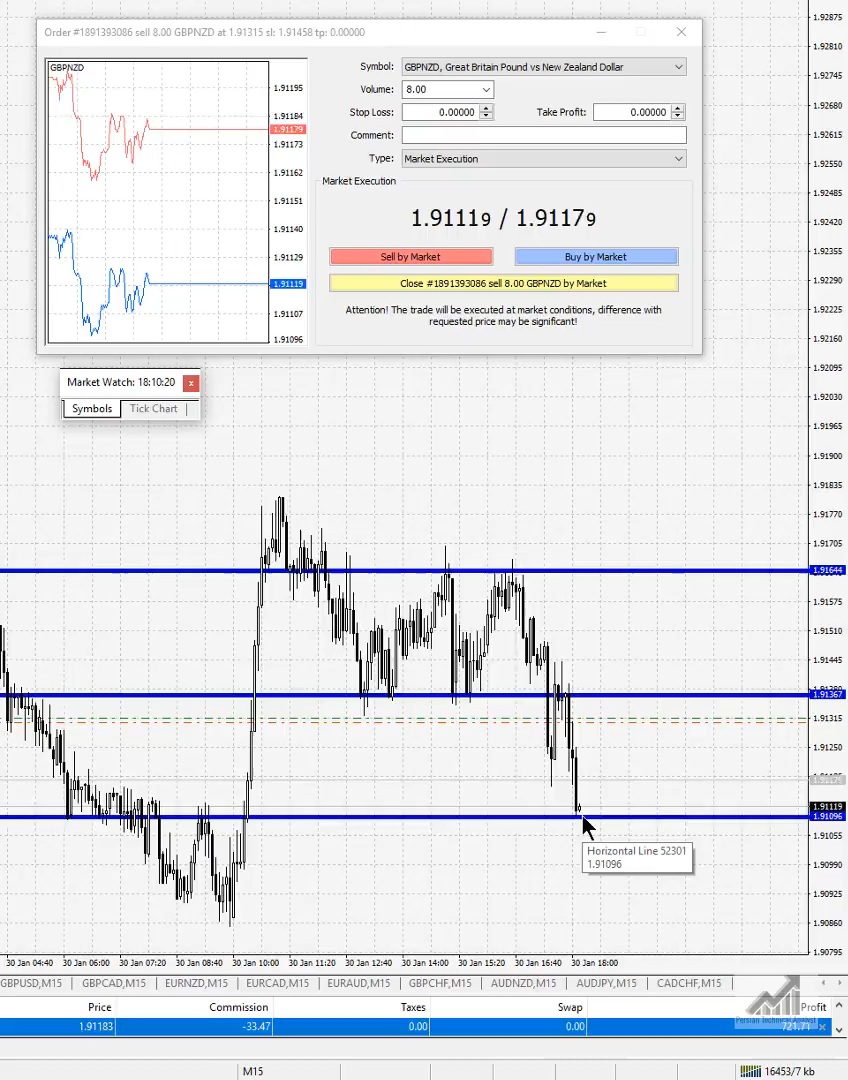 Order #1891393086 sell 8.00 GBPNZD at 1.91315 sl: 1.91458 tp: 0.00000
GBPNZD
1.91195
1.91184
1.91179
1.91173
1.91162
1.91151
1.91140
1.91129
1.91119
1.91107
1.91096
Symbol: GBPNZD, Great Britain Pound vs New Zealand Dollar
Volume: 8.00
Stop Loss: 0.00000 Take Profit: 0.00000
Comment:
Type: Market Execution
Market Execution
1.91119 / 1.91179
Sell by Market Buy by Market
Close #1891393086 sell 8.00 GBPNZD by Market
Attention! The trade will be executed at market conditions, difference with
requested price may be significant!
Market Watch: 18:10:20 x
Symbols Tick Chart
1.92875
1.92810
1.92745
1.92680
1.92615
1.92550
1.92485
1.92420
1.92355
1.92290
1.92225
1.92160
1.92095
1.92030
1.91965
1.91900
1.91835
1.91770
1.91705
1.91644
1.91575
1.91510
1.91445
1.91367
1.91315
1.91250
1.91119
1.91096
1.91055
1.90990
1.90925
1.90860
1.90795
Horizontal Line 52301
1.91096
30 Jan 04:40 30 Jan 06:00 30 Jan 07:20 30 Jan 08:40 30 Jan 10:00 30 Jan 11:20 30 Jan 12:40 30 Jan 14:00 30 Jan 15:20 30 Jan 16:40 30 Jan 18:00
GBPUSD,M15 GBPCAD,M15 EURNZD,M15 EURCAD,M15 EURAUD,M15 GBPCHF,M15 AUDNZD,M15 AUDJPY,M15 CADCHF,M15
Price Commission Taxes Swap Profit
1.91183 -33.47 0.00 0.00 721.71
M15 16453/7 kb